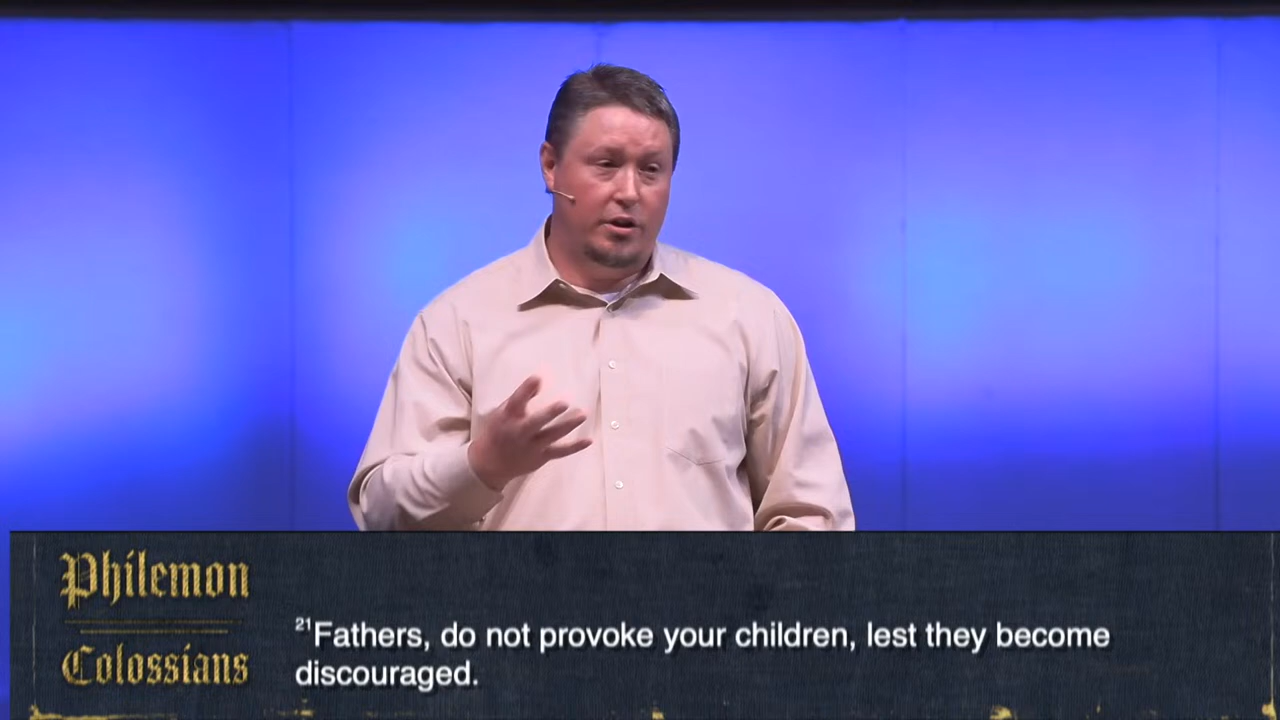 Philemon
Colossians
²¹Fathers, do not provoke your children, lest they become
discouraged.